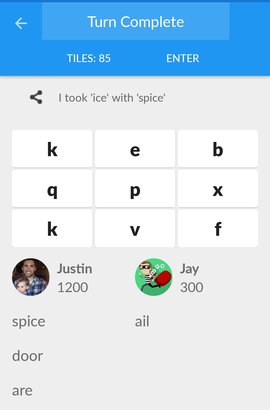 Turn Complete
TILES: 85 ENTER
I took 'ice' with 'spice'
k e b
q p x
k v f
Justin Jay
1200 300
spice ail
door
are